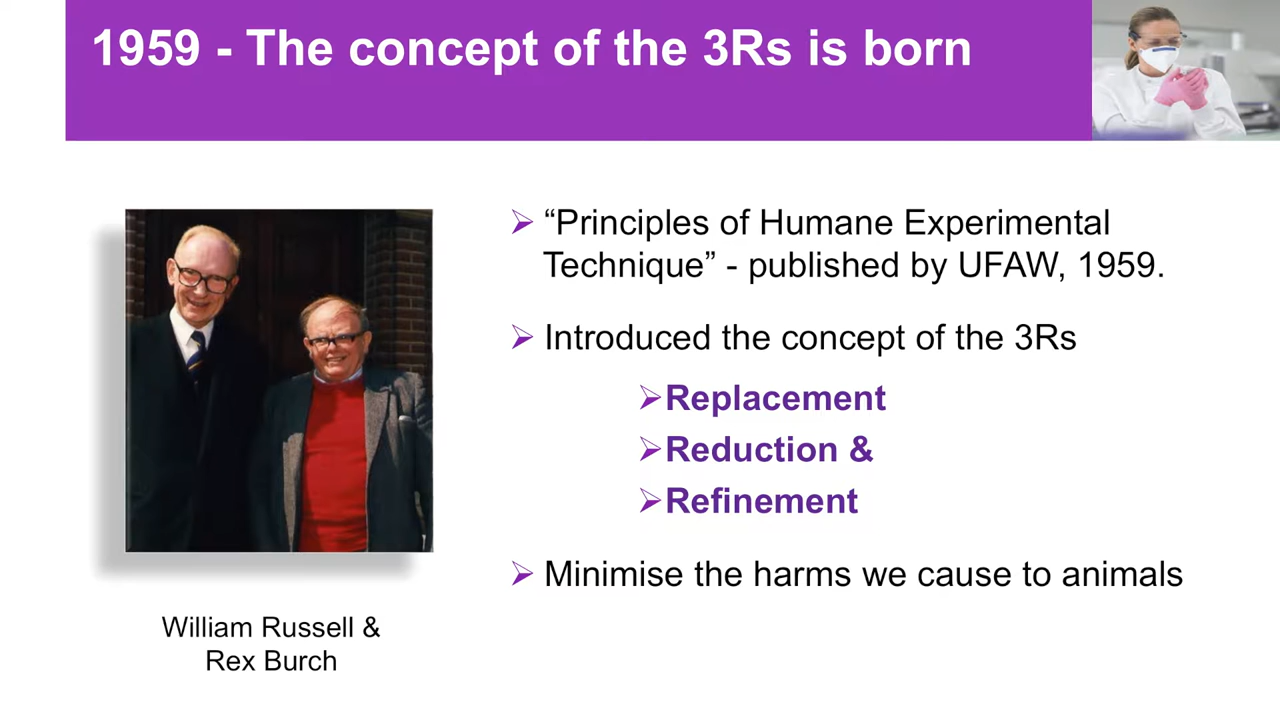 1959 - The concept of the 3Rs is born
➢ “Principles of Humane Experimental
Technique” - published by UFAW, 1959.
➢ Introduced the concept of the 3Rs
➢Replacement
➢Reduction &
➢Refinement
➢ Minimise the harms we cause to animals
William Russell &
Rex Burch